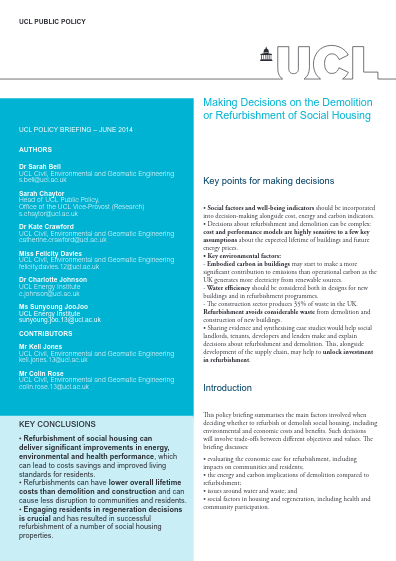 UCL PUBLIC POLICY
UCL
UCL POLICY BRIEFING – JUNE 2014
AUTHORS
Dr Sarah Bell
UCL Civil, Environmental and Geomatic Engineering
s.bell@ucl.ac.uk
Sarah Chaytor
Head of UCL Public Policy,
Office of the UCL Vice-Provost (Research)
s.chaytor@ucl.ac.uk
Dr Kate Crawford
UCL Civil, Environmental and Geomatic Engineering
catherine.crawford@ucl.ac.uk
Miss Felicity Davies
UCL Civil, Environmental and Geomatic Engineering
felicity.davies.12@ucl.ac.uk
Dr Charlotte Johnson
UCL Energy Institute
c.johnson@ucl.ac.uk
Ms Sunyoung JooJoo
UCL Energy Institute
sunyoung.joo.13@ucl.ac.uk
CONTRIBUTORS
Mr Kell Jones
UCL Civil, Environmental and Geomatic Engineering
kell.jones.13@ucl.ac.uk
Mr Colin Rose
UCL Civil, Environmental and Geomatic Engineering
colin.rose.13@ucl.ac.uk
KEY CONCLUSIONS
• Refurbishment of social housing can
deliver significant improvements in energy,
environmental and health performance, which
can lead to costs savings and improved living
standards for residents.
• Refurbishments can have lower overall lifetime
costs than demolition and construction and can
cause less disruption to communities and residents.
• Engaging residents in regeneration decisions
is crucial and has resulted in successful
refurbishment of a number of social housing
properties.
Making Decisions on the Demolition
or Refurbishment of Social Housing
Key points for making decisions
• Social factors and well-being indicators should be incorporated
into decision-making alongside cost, energy and carbon indicators.
• Decisions about refurbishment and demolition can be complex:
cost and performance models are highly sensitive to a few key
assumptions about the expected lifetime of buildings and future
energy prices.
• Key environmental factors:
- Embodied carbon in buildings may start to make a more
significant contribution to emissions than operational carbon as the
UK generates more electricity from renewable sources.
- Water efficiency should be considered both in designs for new
buildings and in refurbishment programmes.
- The construction sector produces 35% of waste in the UK.
Refurbishment avoids considerable waste from demolition and
construction of new buildings.
• Sharing evidence and synthesising case studies would help social
landlords, tenants, developers and lenders make and explain
decisions about refurbishment and demolition. This, alongside
development of the supply chain, may help to unlock investment
in refurbishment.
Introduction
This policy briefing summarises the main factors involved when
deciding whether to refurbish or demolish social housing, including
environmental and economic costs and benefits. Such decisions
will involve trade-offs between different objectives and values. The
briefing discusses:
• evaluating the economic case for refurbishment, including
impacts on communities and residents;
• the energy and carbon implications of demolition compared to
refurbishment;
• issues around water and waste; and
• social factors in housing and regeneration, including health and
community participation.